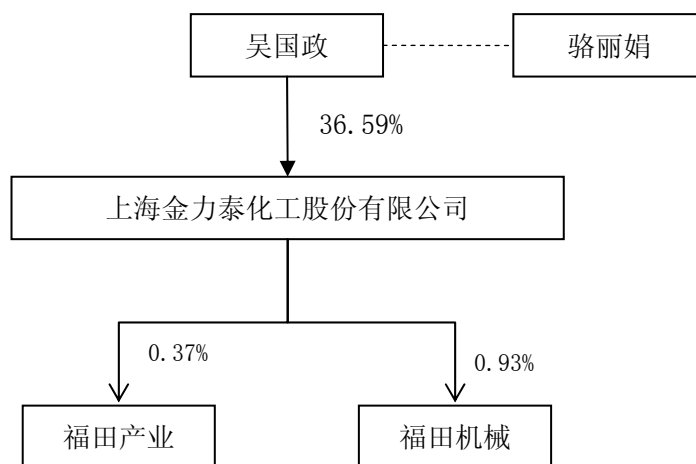 吴国政
骆丽娟
36.59%
上海金力泰化工股份有限公司
0.37%
0.93%
福田产业
福田机械